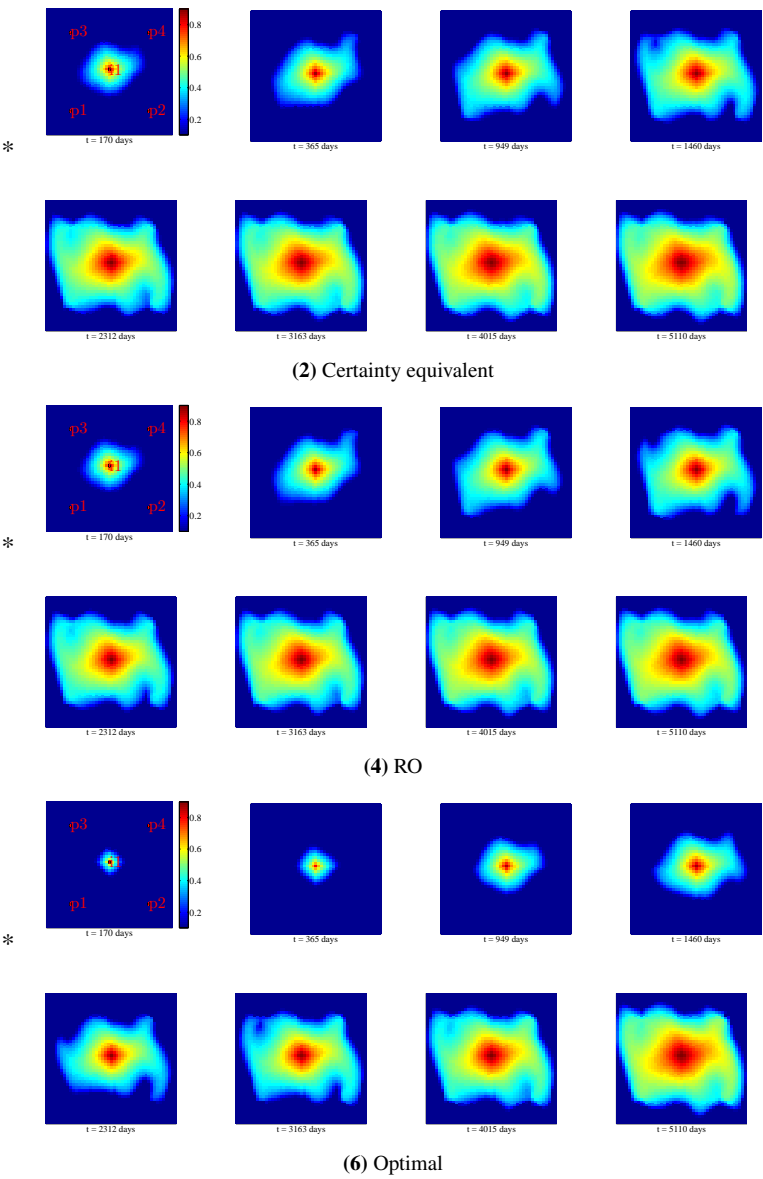 p3 p4
1
p1 p2
0.8
0.6
0.4
0.2
*
t = 170 days
t = 365 days
t = 949 days
t = 1460 days
t = 2312 days
t = 3163 days
t = 4015 days
t = 5110 days
(2) Certainty equivalent
p3 p4
1
p1 p2
0.8
0.6
0.4
0.2
*
t = 170 days
t = 365 days
t = 949 days
t = 1460 days
t = 2312 days
t = 3163 days
t = 4015 days
t = 5110 days
(4) RO
p3 p4
p1 p2
0.8
0.6
0.4
0.2
*
t = 170 days
t = 365 days
t = 949 days
t = 1460 days
t = 2312 days
t = 3163 days
t = 4015 days
t = 5110 days
(6) Optimal